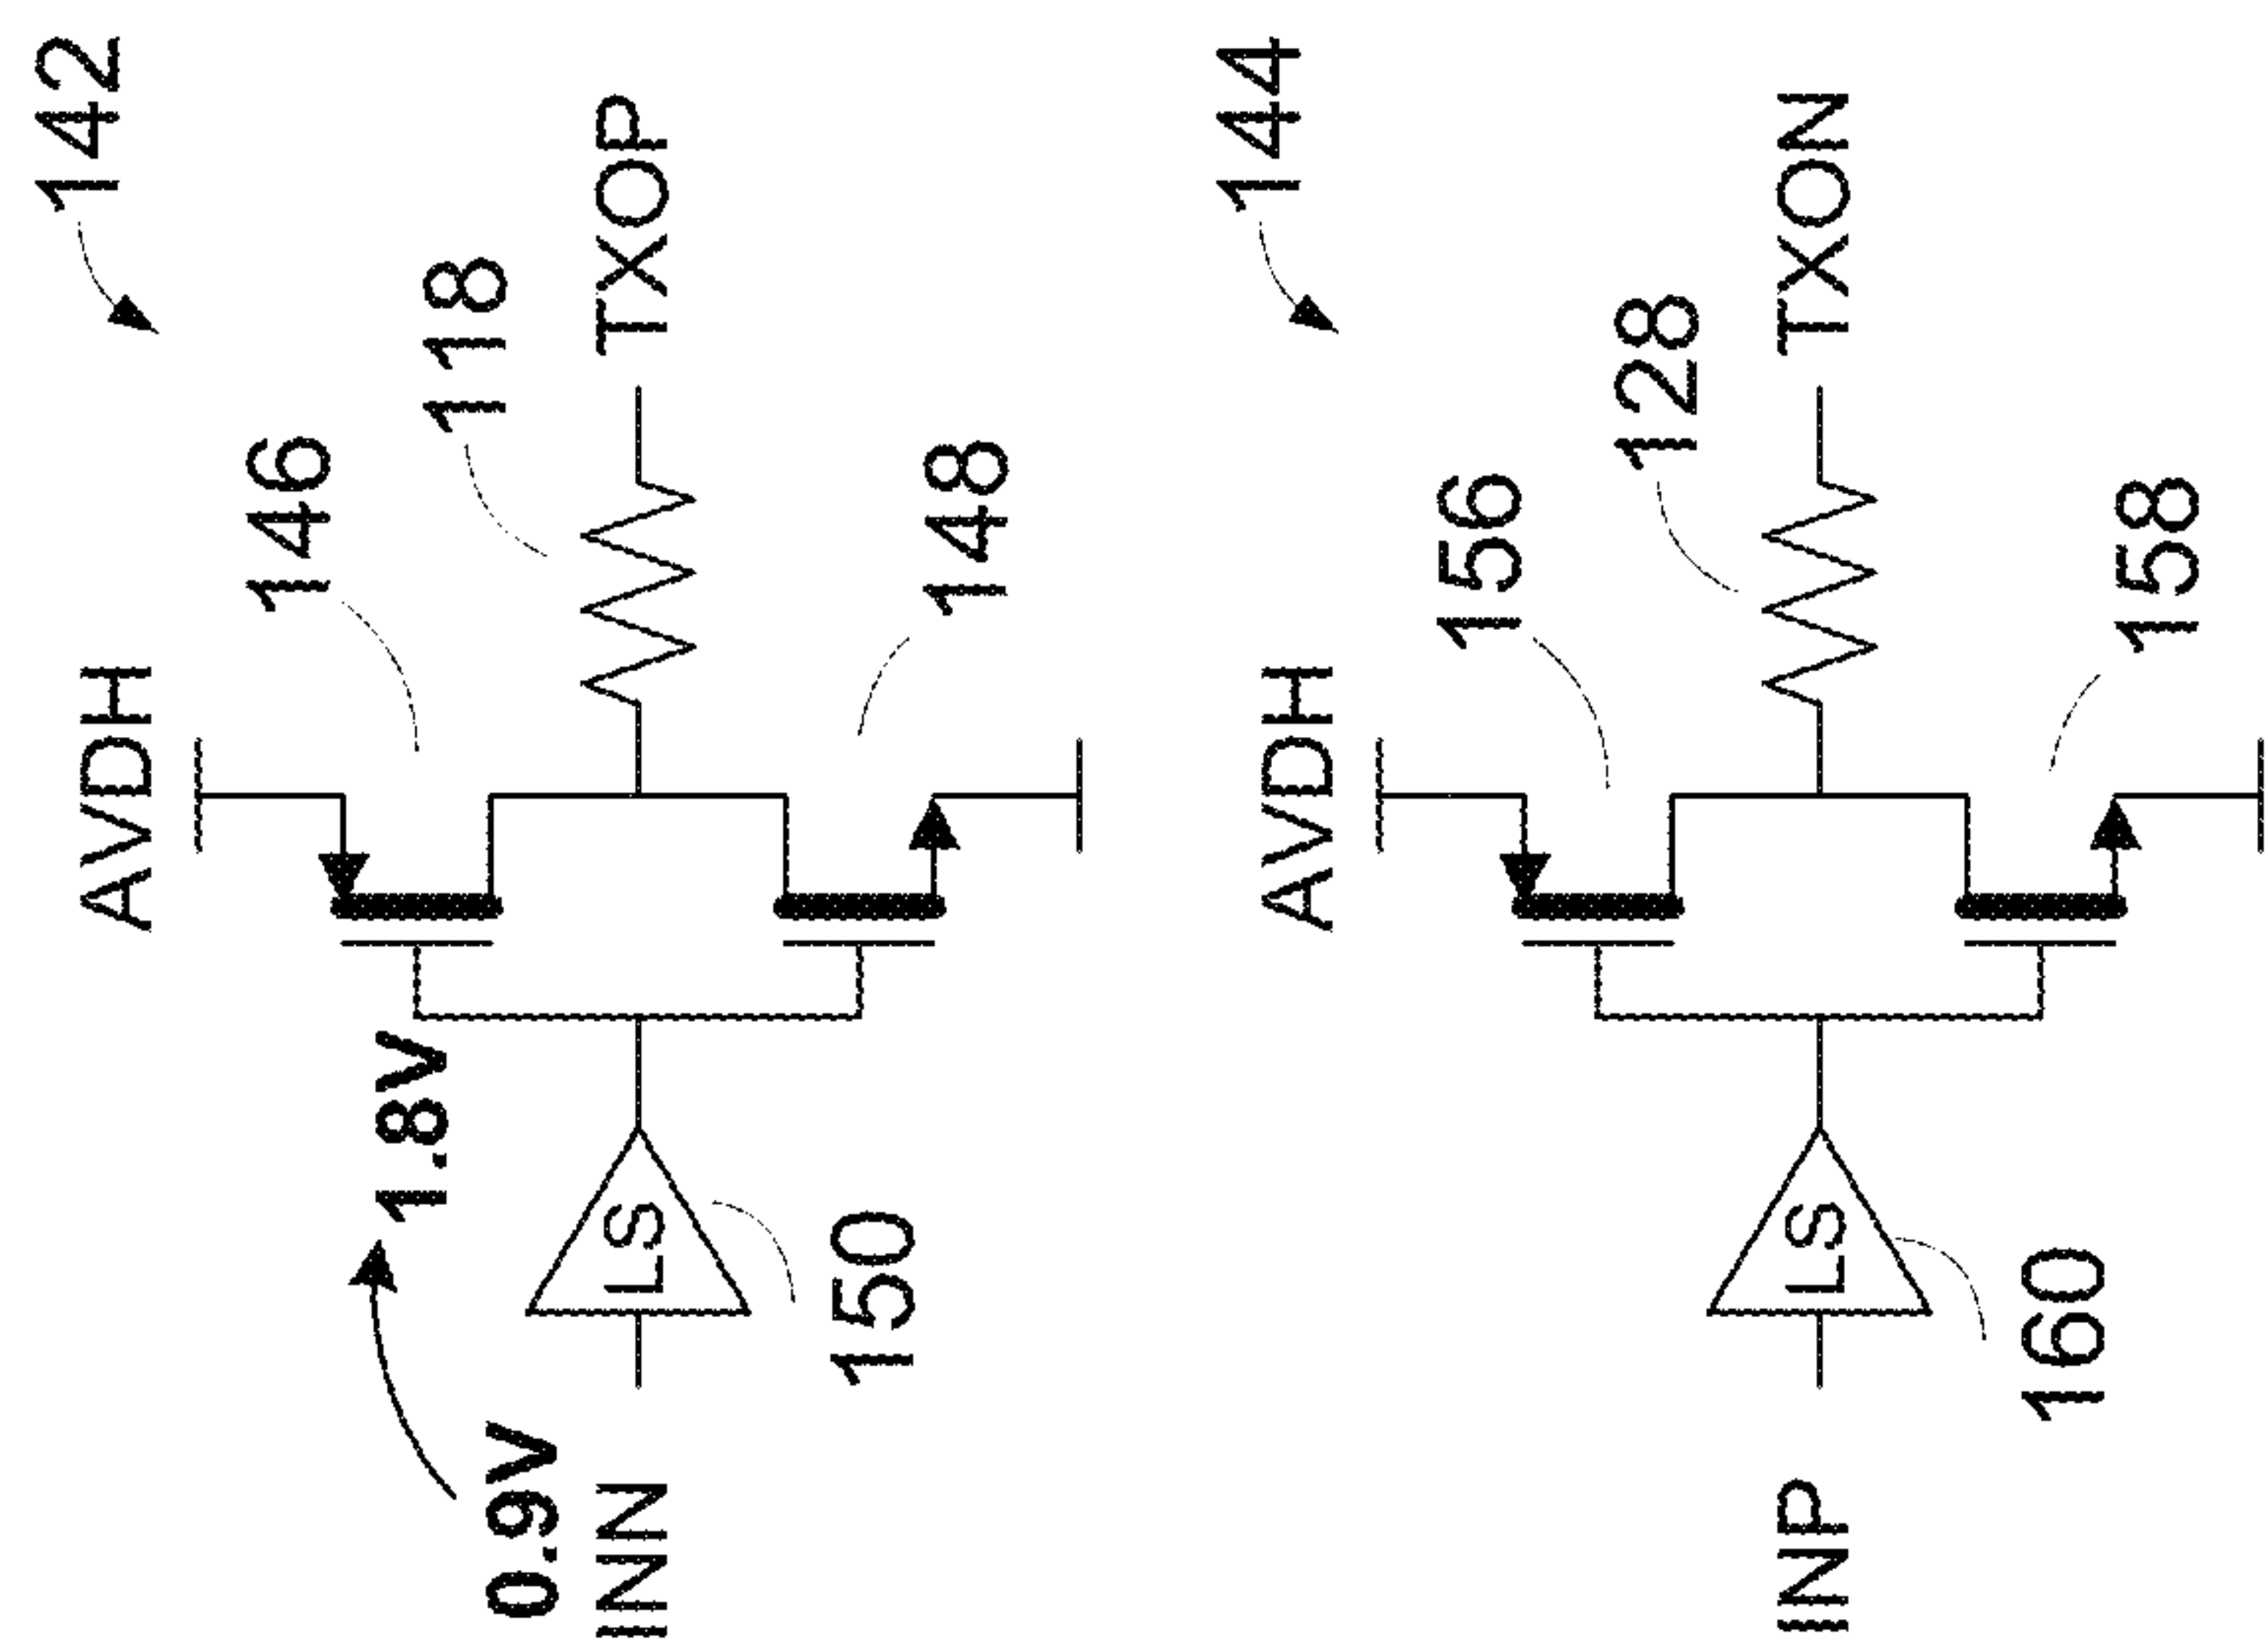 142
AVDH
146
0.9V
1.8V
118
INN
LS
TXOP
150
148
144
AVDH
156
128
INP
LS
TXON
160
158